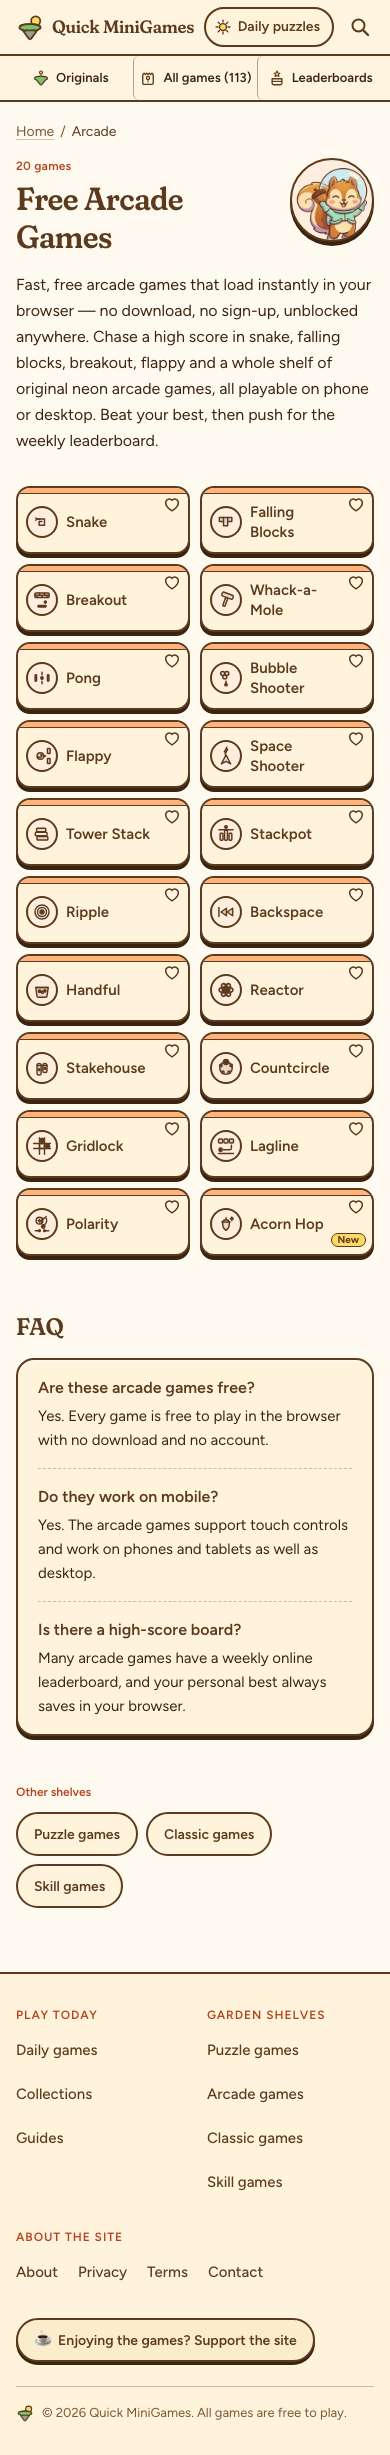 Quick MiniGames
Daily puzzles
Originals
All games (113)
Leaderboards
Home / Arcade
20 games
Free Arcade
Games
Fast, free arcade games that load instantly in your
browser — no download, no sign-up, unblocked
anywhere. Chase a high score in snake, falling
blocks, breakout, flappy and a whole shelf of
original neon arcade games, all playable on phone
or desktop. Beat your best, then push for the
weekly leaderboard.
Snake
Falling
Blocks
Breakout
Whack-a-
Mole
Pong
Bubble
Shooter
Flappy
Space
Shooter
Tower Stack
Stackpot
Ripple
Backspace
Handful
Reactor
Stakehouse
Countcircle
Gridlock
Lagline
Polarity
Acorn Hop
New
FAQ
Are these arcade games free?
Yes. Every game is free to play in the browser
with no download and no account.
Do they work on mobile?
Yes. The arcade games support touch controls
and work on phones and tablets as well as
desktop.
Is there a high-score board?
Many arcade games have a weekly online
leaderboard, and your personal best always
saves in your browser.
Other shelves
Puzzle games
Classic games
Skill games
PLAY TODAY
Daily games
Collections
Guides
GARDEN SHELVES
Puzzle games
Arcade games
Classic games
Skill games
ABOUT THE SITE
About Privacy Terms Contact
Enjoying the games? Support the site
© 2026 Quick MiniGames. All games are free to play.